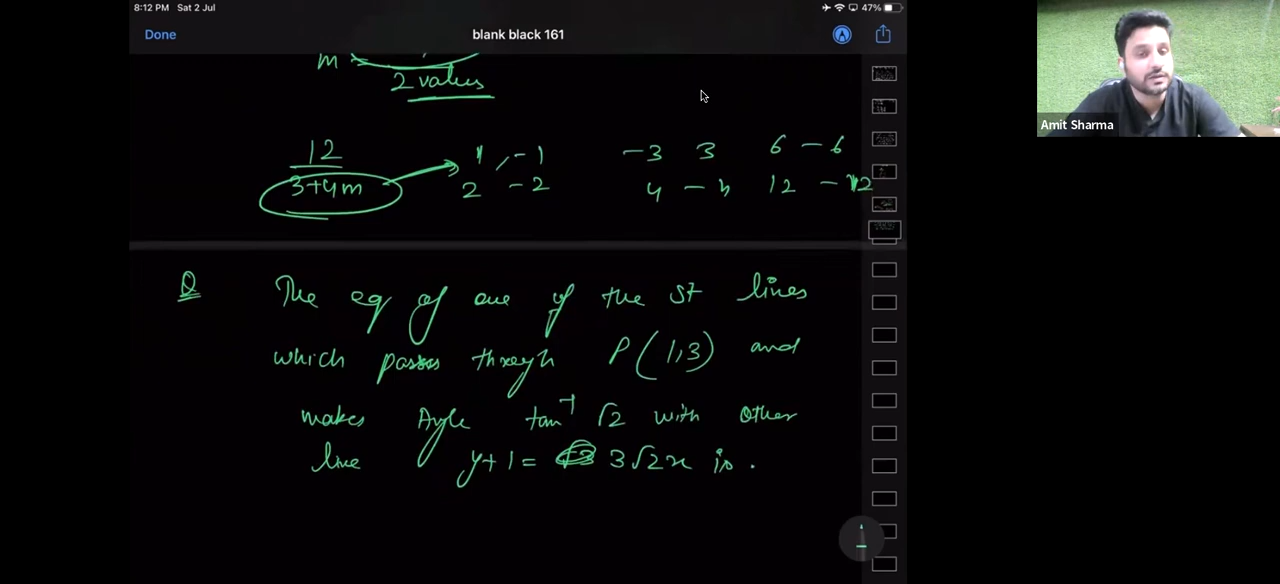 8:12 PM Sat 2 Jul
47%
Done
blank black 161
Amit Sharma
m
2 values
12
3+4m
1, -1
2 -2
-3 3 6 -6
4 -4 12 -12
Q The eq of one of the st lines
which passes through P(1,3) and
makes Angle tan⁻¹ √2 with other
line y+1= 3√2x is.